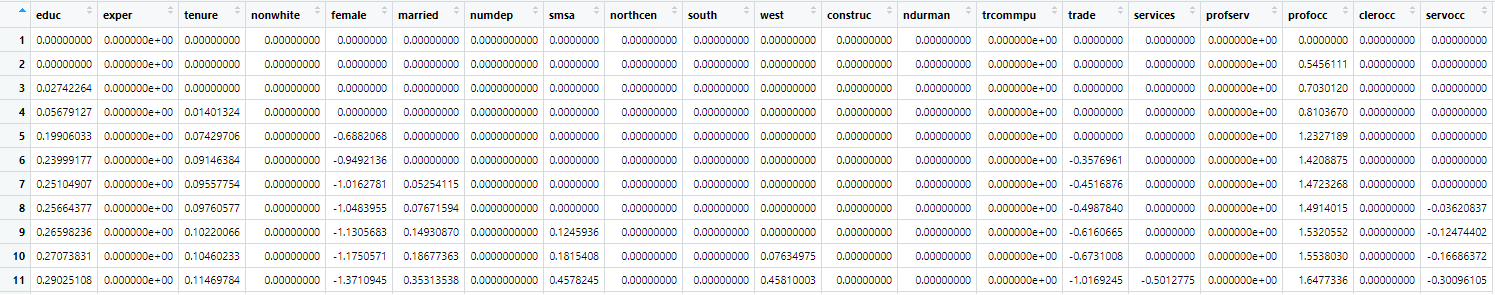 educ exper tenure nonwhite female married numdep smsa northcen south west construc ndurman trcommpu trade services profserv profocc clerocc servocc
1 0.00000000 0.000000e+00 0.00000000 0.00000000 0.0000000 0.00000000 0.0000000000 0.0000000 0.00000000 0.00000000 0.00000000 0.00000000 0.00000000 0.000000e+00 0.0000000 0.0000000 0.000000e+00 0.0000000 0.00000000 0.00000000
2 0.00000000 0.000000e+00 0.00000000 0.00000000 0.0000000 0.00000000 0.0000000000 0.0000000 0.00000000 0.00000000 0.00000000 0.00000000 0.00000000 0.000000e+00 0.0000000 0.0000000 0.000000e+00 0.5456111 0.00000000 0.00000000
3 0.02742264 0.000000e+00 0.00000000 0.00000000 0.0000000 0.00000000 0.0000000000 0.0000000 0.00000000 0.00000000 0.00000000 0.00000000 0.00000000 0.000000e+00 0.0000000 0.0000000 0.000000e+00 0.7030120 0.00000000 0.00000000
4 0.05679127 0.000000e+00 0.01401324 0.00000000 0.0000000 0.00000000 0.0000000000 0.0000000 0.00000000 0.00000000 0.00000000 0.00000000 0.00000000 0.000000e+00 0.0000000 0.0000000 0.000000e+00 0.8103670 0.00000000 0.00000000
5 0.19906033 0.000000e+00 0.07429706 0.00000000 -0.6882068 0.00000000 0.0000000000 0.0000000 0.00000000 0.00000000 0.00000000 0.00000000 0.00000000 0.000000e+00 0.0000000 0.0000000 0.000000e+00 1.2327189 0.00000000 0.00000000
6 0.23999177 0.000000e+00 0.09146384 0.00000000 -0.9492136 0.00000000 0.0000000000 0.0000000 0.00000000 0.00000000 0.00000000 0.00000000 0.00000000 0.000000e+00 -0.3576961 0.0000000 0.000000e+00 1.4208875 0.00000000 0.00000000
7 0.25104907 0.000000e+00 0.09557754 0.00000000 -1.0162781 0.05254115 0.0000000000 0.0000000 0.00000000 0.00000000 0.00000000 0.00000000 0.00000000 0.000000e+00 -0.4516876 0.0000000 0.000000e+00 1.4723268 0.00000000 0.00000000
8 0.25664377 0.000000e+00 0.09760577 0.00000000 -1.0483955 0.07671594 0.0000000000 0.0000000 0.00000000 0.00000000 0.00000000 0.00000000 0.00000000 0.000000e+00 -0.4987840 0.0000000 0.000000e+00 1.4914015 0.00000000 -0.03620837
9 0.26598236 0.000000e+00 0.10220066 0.00000000 -1.1305683 0.14930870 0.0000000000 0.1245936 0.00000000 0.00000000 0.00000000 0.00000000 0.00000000 0.000000e+00 -0.6160665 0.0000000 0.000000e+00 1.5320552 0.00000000 -0.12474402
10 0.27073831 0.000000e+00 0.10460233 0.00000000 -1.1750571 0.18677363 0.0000000000 0.1815408 0.00000000 0.00000000 0.07634975 0.00000000 0.00000000 0.000000e+00 -0.6731008 0.0000000 0.000000e+00 1.5538030 0.00000000 -0.16686372
11 0.29025108 0.000000e+00 0.11469784 0.00000000 -1.3710945 0.35313538 0.0000000000 0.4578245 0.00000000 0.00000000 0.45810003 0.00000000 0.00000000 0.000000e+00 -1.0169245 -0.5012775 0.000000e+00 1.6477336 0.00000000 -0.30096105